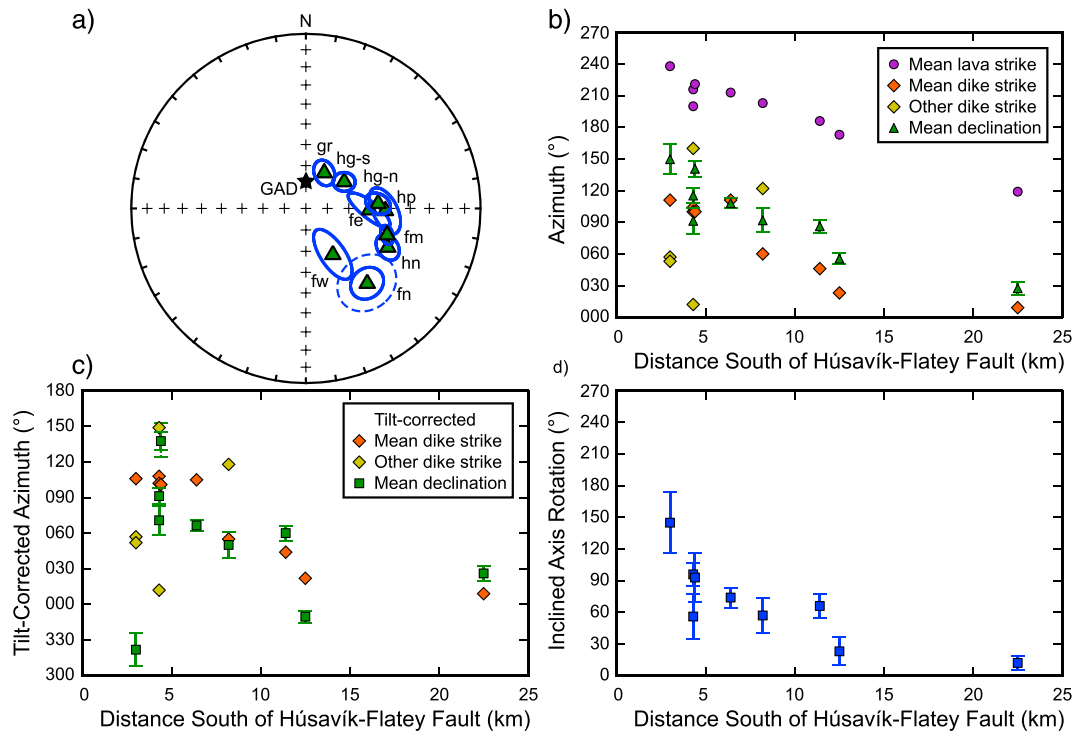 a)
N
gr
hg-s
hg-n
GAD
hp
fe
fm
hn
fw
fn
b)
270
240
210
180
150
120
090
060
030
000
Azimuth (°)
Mean lava strike
Mean dike strike
Other dike strike
Mean declination
0 5 10 15 20 25
Distance South of Húsavík-Flatey Fault (km)
c)
180
150
120
090
060
030
000
330
300
Tilt-Corrected Azimuth (°)
Tilt-corrected
Mean dike strike
Other dike strike
Mean declination
0 5 10 15 20 25
Distance South of Húsavík-Flatey Fault (km)
d)
270
240
210
180
150
120
90
60
30
0
Inclined Axis Rotation (°)
0 5 10 15 20 25
Distance South of Húsavík-Flatey Fault (km)